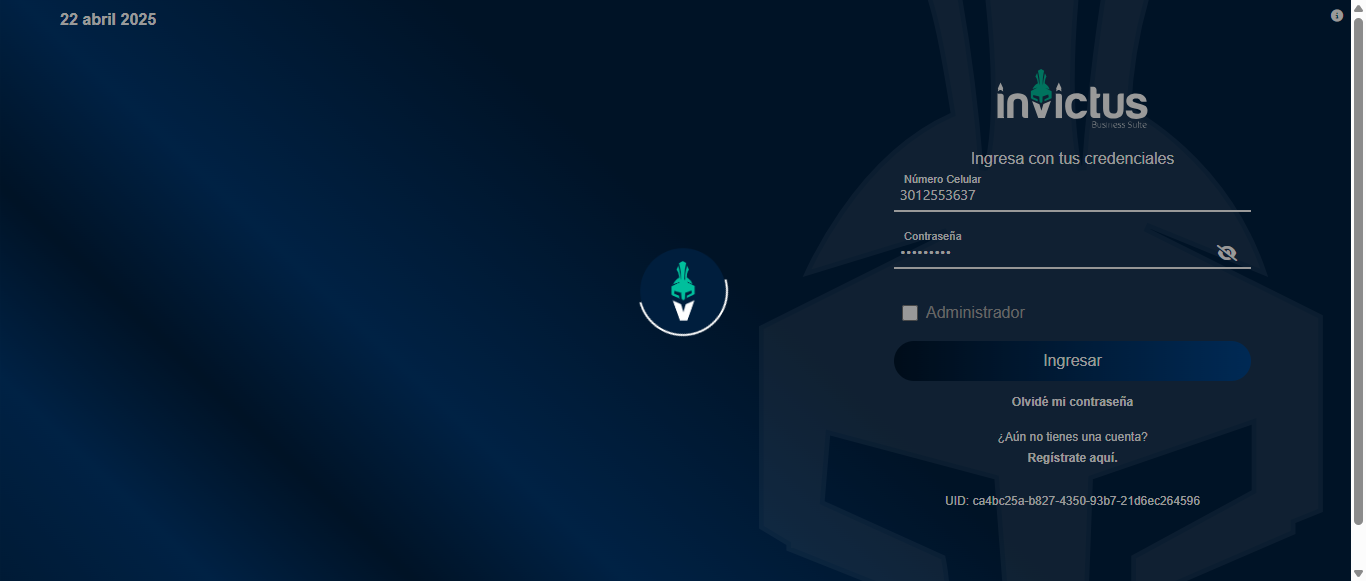 22 abril 2025
invictus
Business Suite
Ingresa con tus credenciales
Número Celular
3012553637
Contraseña
•••••••••
Administrador
Ingresar
Olvidé mi contraseña
¿Aún no tienes una cuenta?
Regístrate aquí.
UID: ca4bc25a-b827-4350-93b7-21d6ec264596